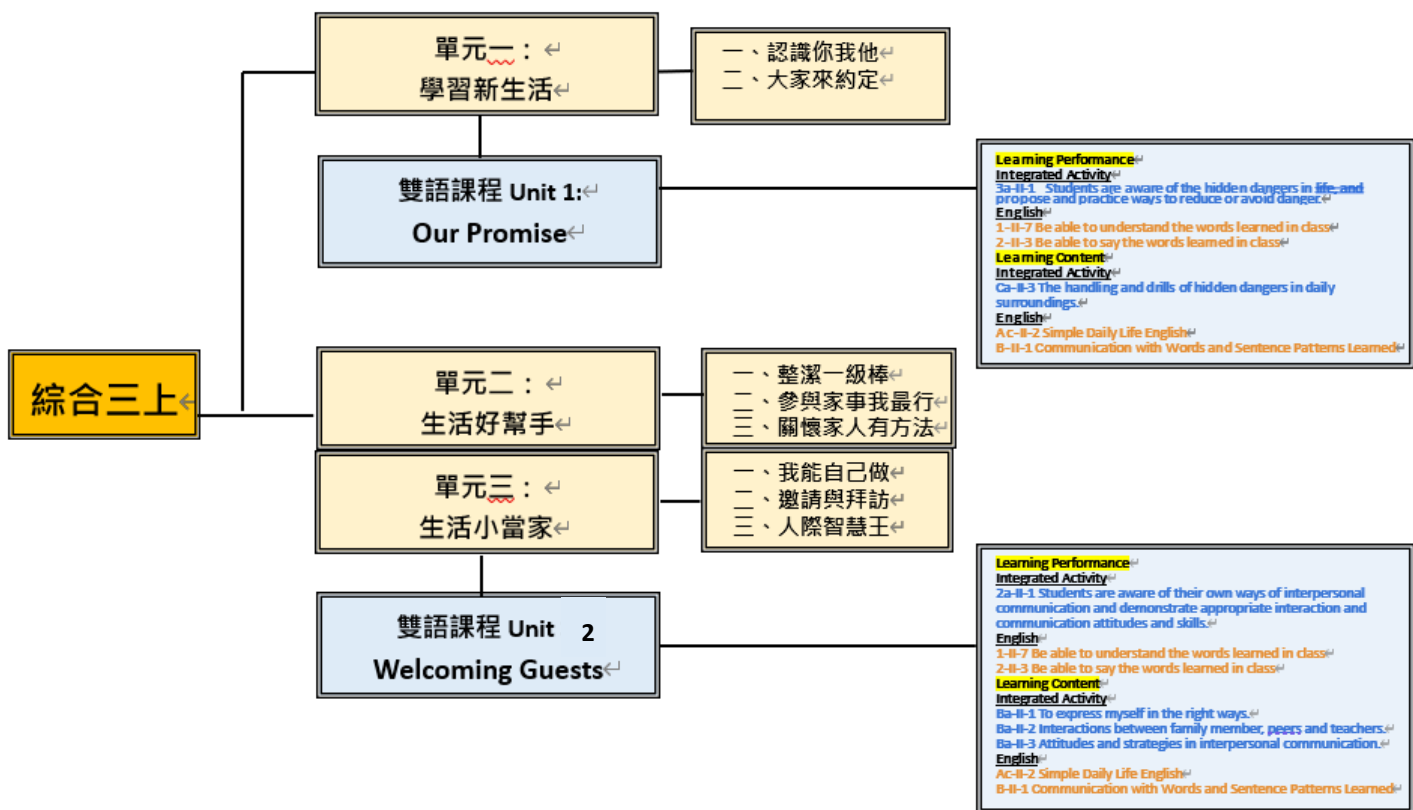 綜合三上
單元一：
學習新生活
一、認識你我他
二、大家來約定
雙語課程 Unit 1:
Our Promise
Learning Performance
Integrated Activity
3a-II-1 Students are aware of the hidden dangers in life, and
propose and practice ways to reduce or avoid danger.
English
1-II-7 Be able to understand the words learned in class
2-II-3 Be able to say the words learned in class
Learning Content
Integrated Activity
Ca-II-3 The handling and drills of hidden dangers in daily
surroundings.
English
Ac-II-2 Simple Daily Life English
B-II-1 Communication with Words and Sentence Patterns Learned
單元二：
生活好幫手
一、整潔一級棒
二、參與家事我最行
三、關懷家人有方法
單元三：
生活小當家
一、我能自己做
二、邀請與拜訪
三、人際智慧王
雙語課程 Unit 2
Welcoming Guests
Learning Performance
Integrated Activity
2a-II-1 Students are aware of their own ways of interpersonal
communication and demonstrate appropriate interaction and
communication attitudes and skills.
English
1-II-7 Be able to understand the words learned in class
2-II-3 Be able to say the words learned in class
Learning Content
Integrated Activity
Ba-II-1 To express myself in the right ways.
Ba-II-2 Interactions between family member, peers and teachers.
Ba-II-3 Attitudes and strategies in interpersonal communication.
English
Ac-II-2 Simple Daily Life English
B-II-1 Communication with Words and Sentence Patterns Learned